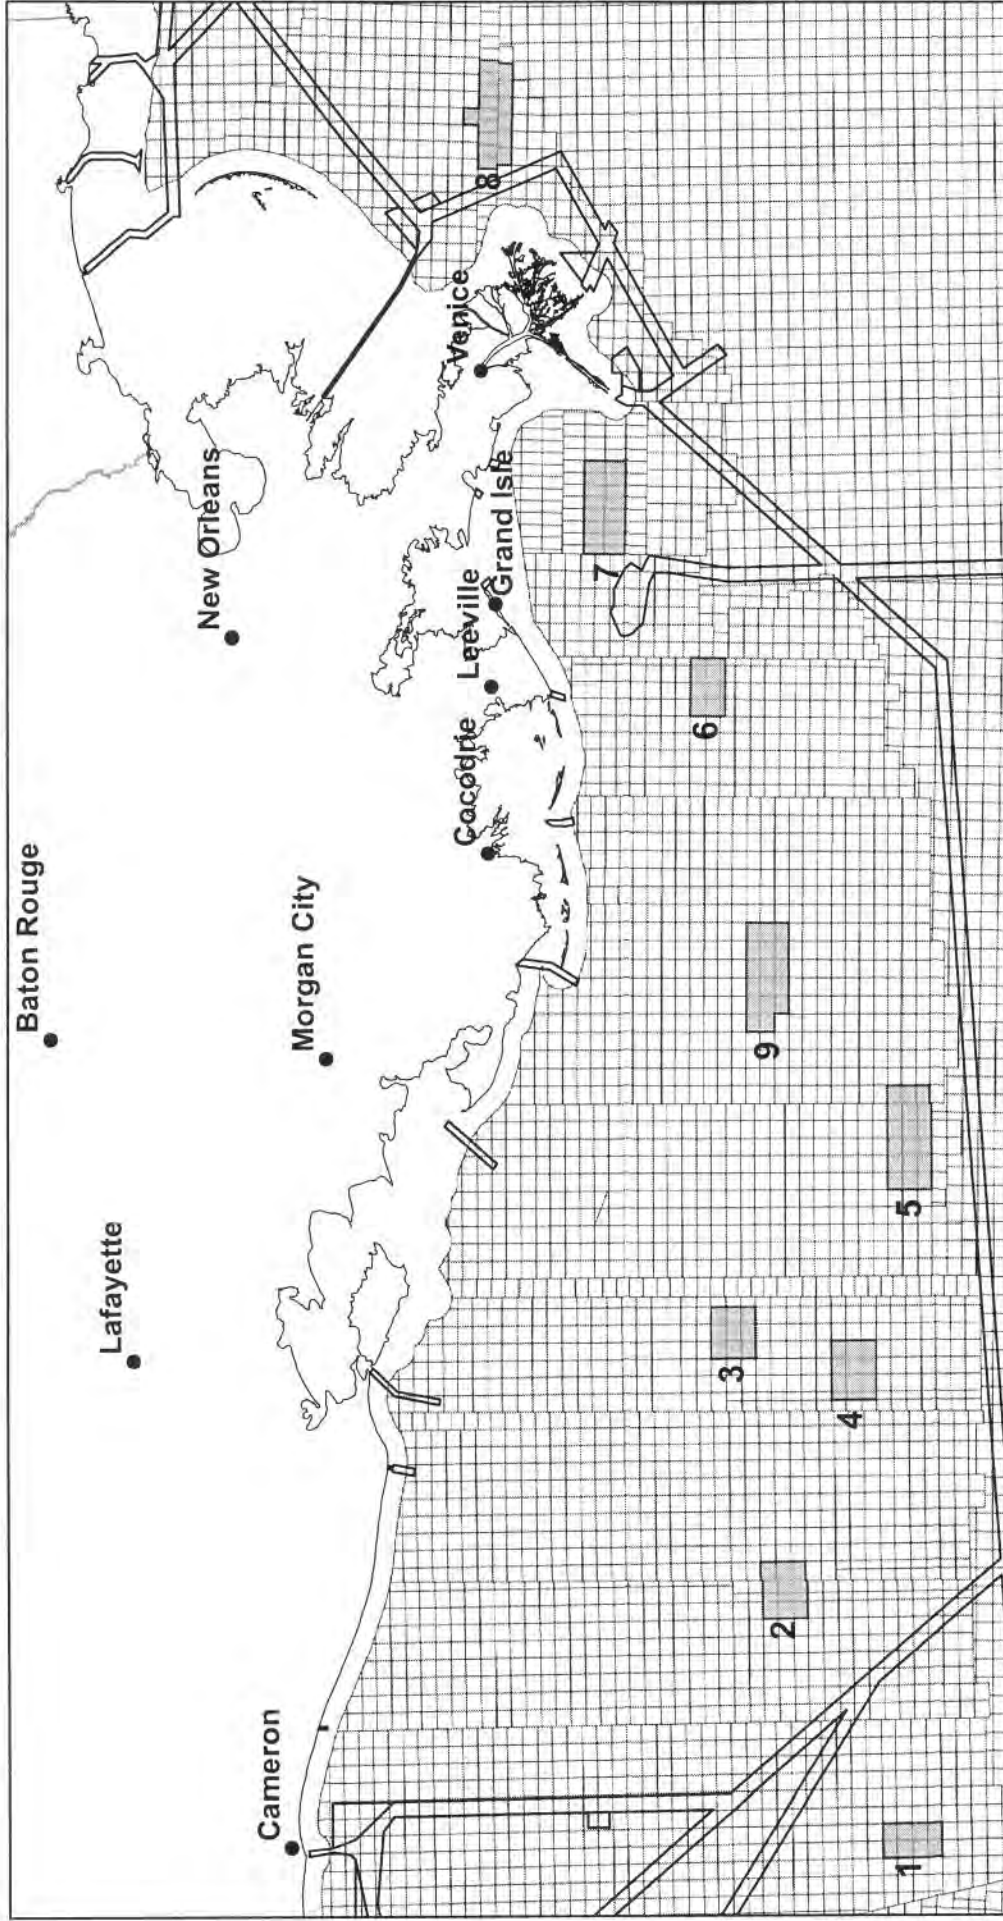 Baton Rouge
Lafayette
New Orleans
Cameron
Morgan City
Cocodrie
Leeville
Venice
Grand Isle
8
7
6
3
9
2
4
1
5